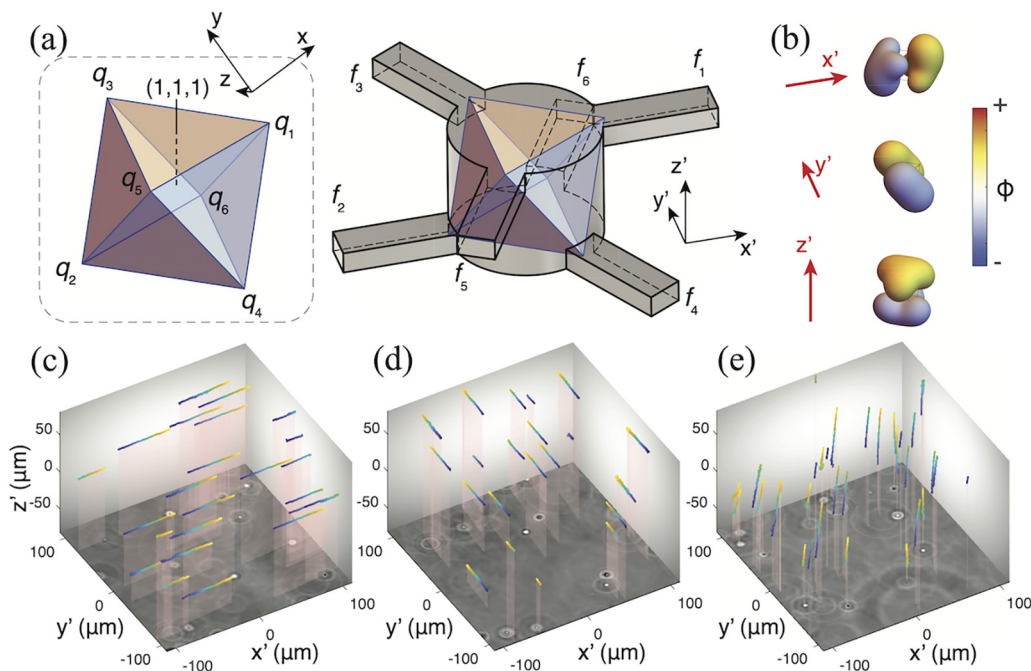 (a)
y
x
z
q3
(1,1,1)
q1
q5
q6
q2
q4
f3
f6
f1
f2
f5
f4
z'
y'
x'
(b)
x'
y'
z'
+
ϕ
-
(c)
50
0
-50
z' (μm)
100
0
-100
y' (μm)
-100
0
100
x' (μm)
(d)
50
0
-50
100
0
-100
y' (μm)
-100
0
100
x' (μm)
(e)
50
0
-50
100
0
-100
y' (μm)
-100
0
100
x' (μm)